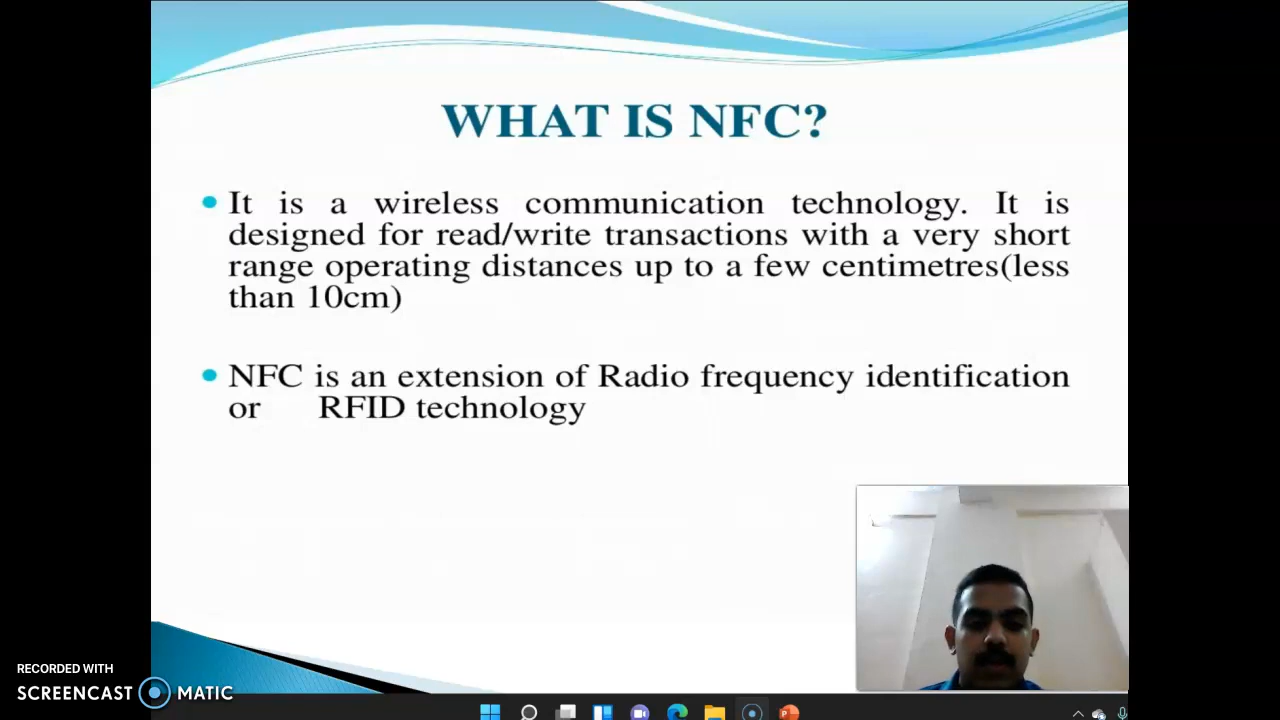 WHAT IS NFC?
It is a wireless communication technology. It is
designed for read/write transactions with a very short
range operating distances up to a few centimetres(less
than 10cm)
NFC is an extension of Radio frequency identification
or RFID technology
RECORDED WITH
SCREENCAST MATIC